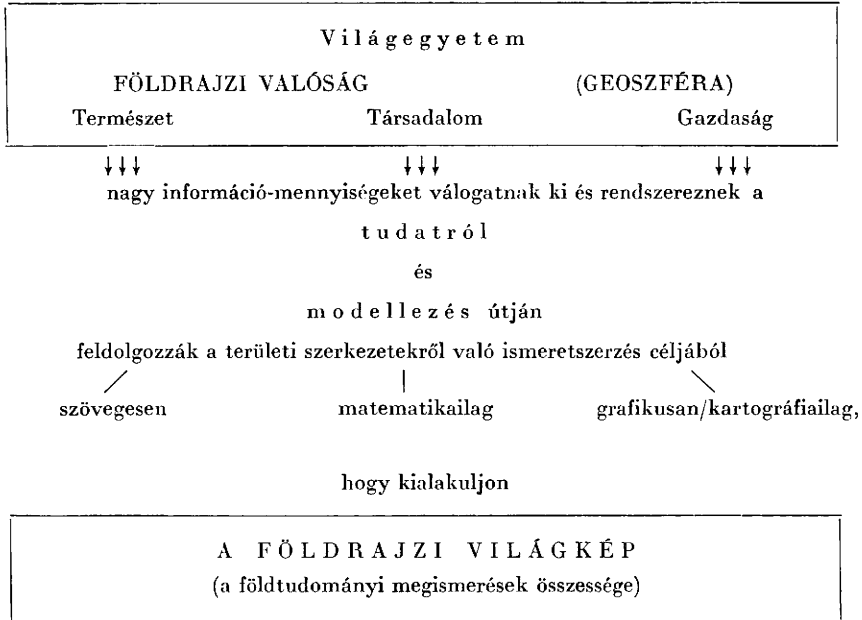 Világegyetem
FÖLDRAJZI VALÓSÁG (GEOSZFÉRA)
Természet Társadalom Gazdaság
↓↓↓ ↓↓↓ ↓↓↓
nagy információ-mennyiségeket válogatnak ki és rendszereznek a
tudatról
és
modellezés útján
feldolgozzák a területi szerkezetekről való ismeretszerzés céljából
szövegesen matematikailag grafikusan/kartográfiailag,
hogy kialakuljon
A FÖLDRAJZI VILÁGKÉP
(a földtudományi megismerések összessége)